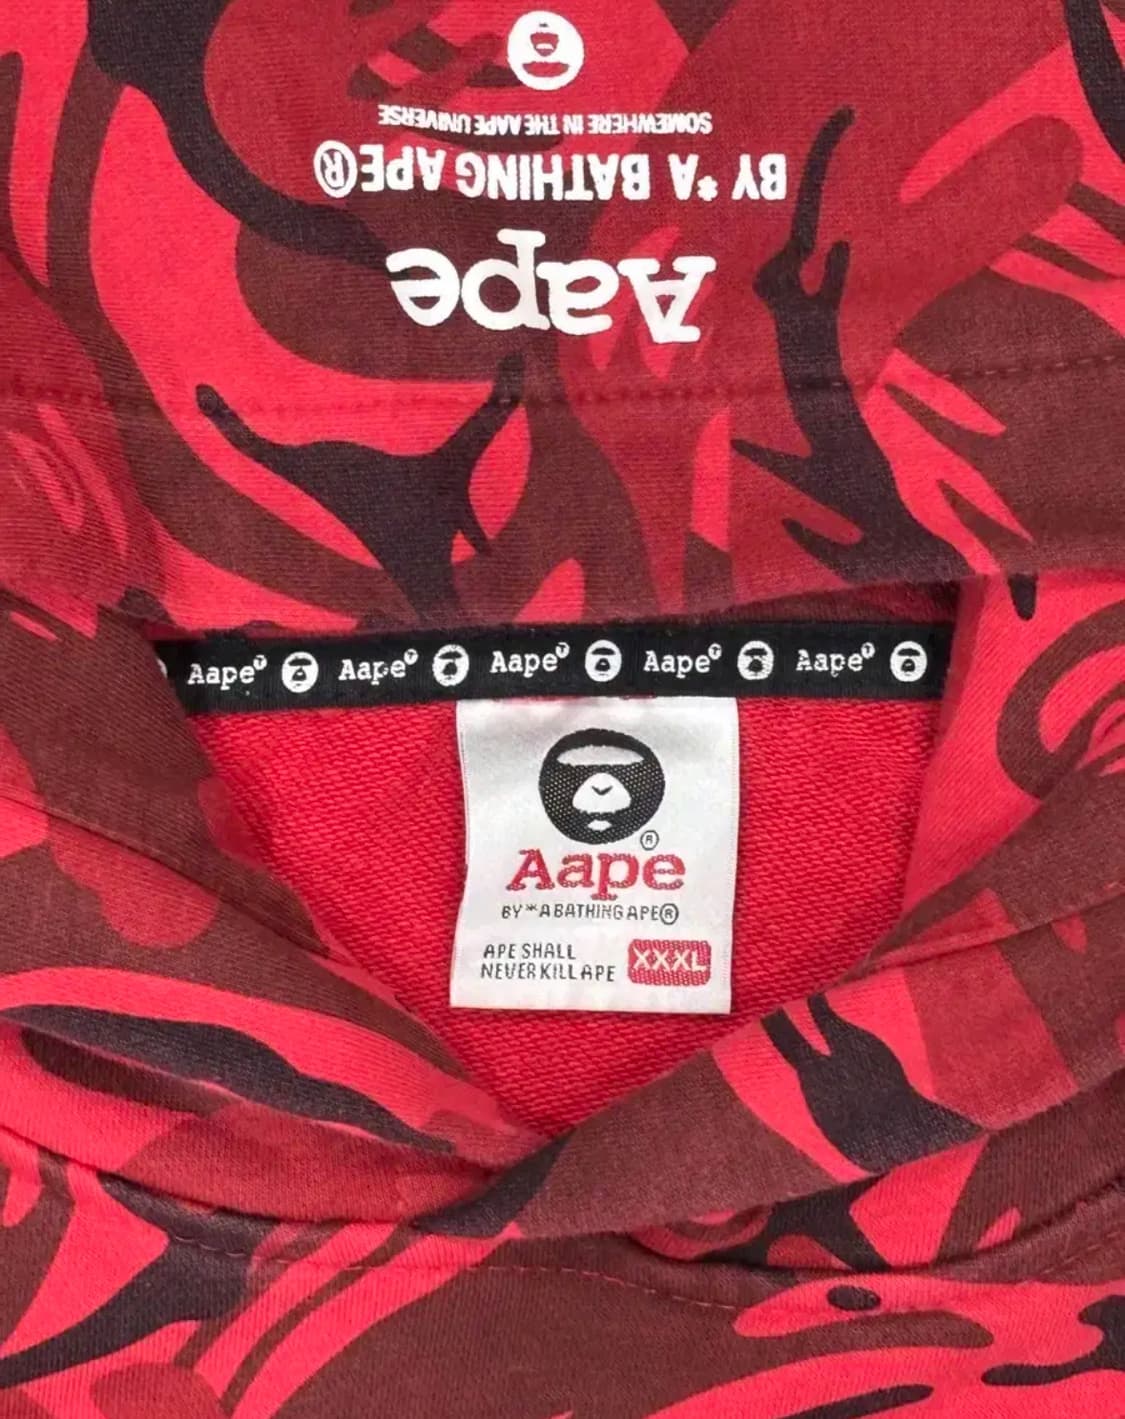 Aape
BY *A BATHING APE®
SOMEWHERE IN THE AAPE UNIVERSE
Aape Aape Aape Aape Aape
®
Aape
BY *A BATHING APE®
APE SHALL
NEVER KILL APE
XXXL